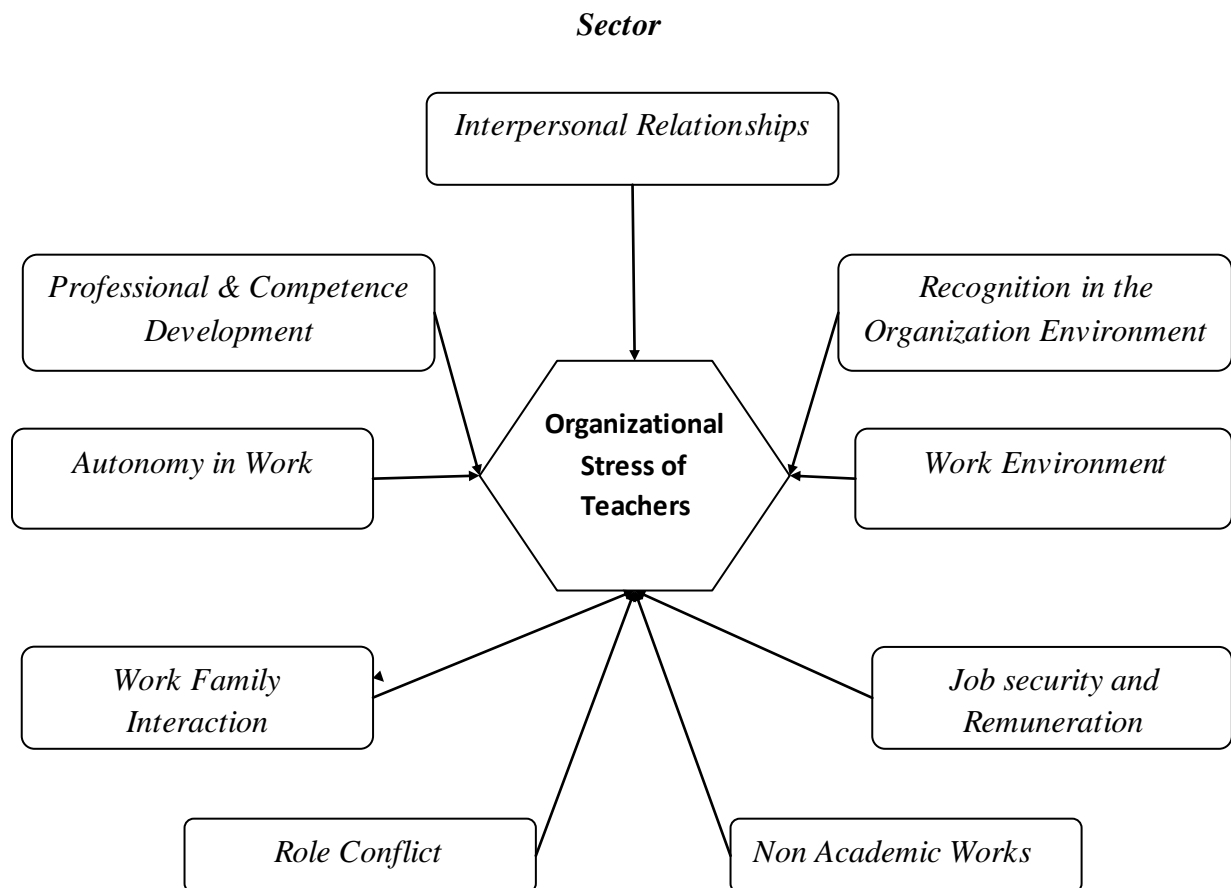 Sector
Interpersonal Relationships
Professional & Competence
Development
Recognition in the
Organization Environment
Organizational
Stress of
Teachers
Autonomy in Work
Work Environment
Work Family
Interaction
Job security and
Remuneration
Role Conflict
Non Academic Works